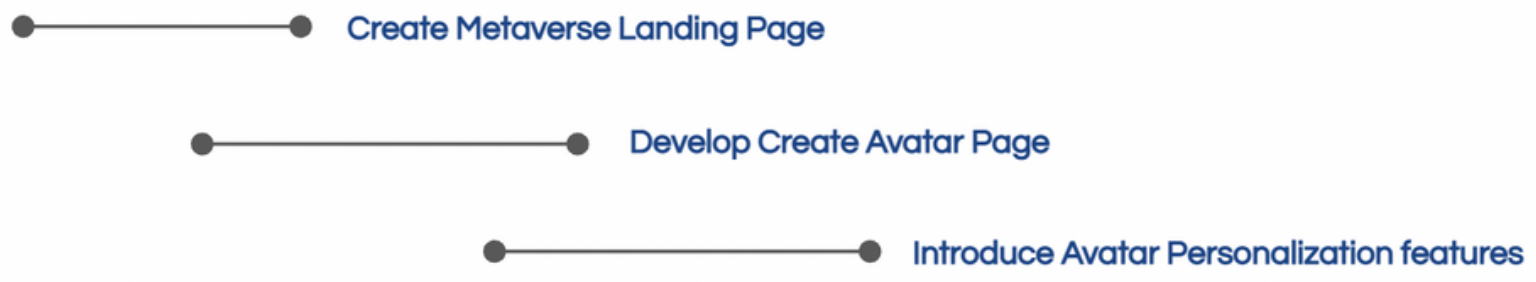 Create Metaverse Landing Page
Develop Create Avatar Page
Introduce Avatar Personalization features